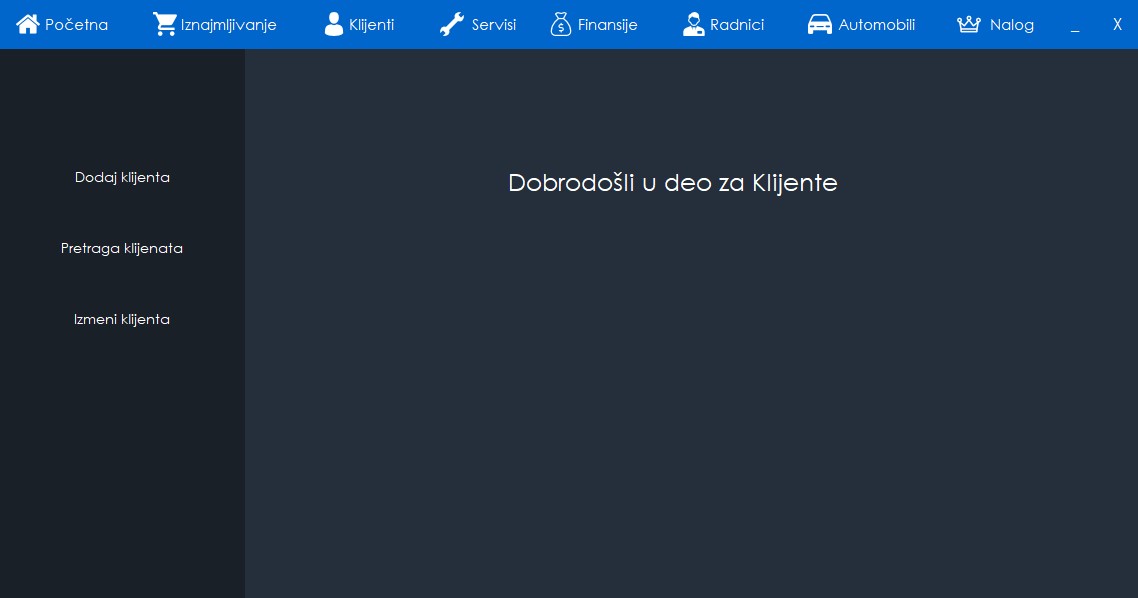 Početna Iznajmljivanje Klijenti Servisi Finansije Radnici Automobili Nalog _ X
Dodaj klijenta
Dobrodošli u deo za Klijente
Pretraga klijenata
Izmeni klijenta